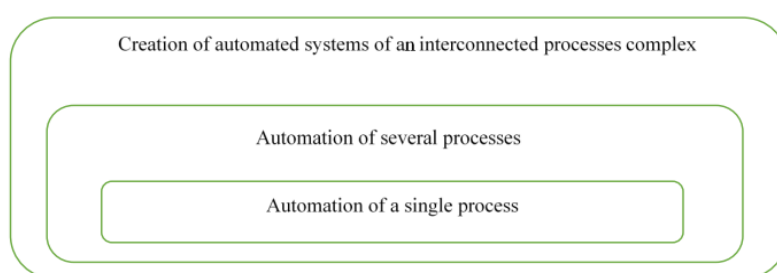 Creation of automated systems of an interconnected processes complex
Automation of several processes
Automation of a single process